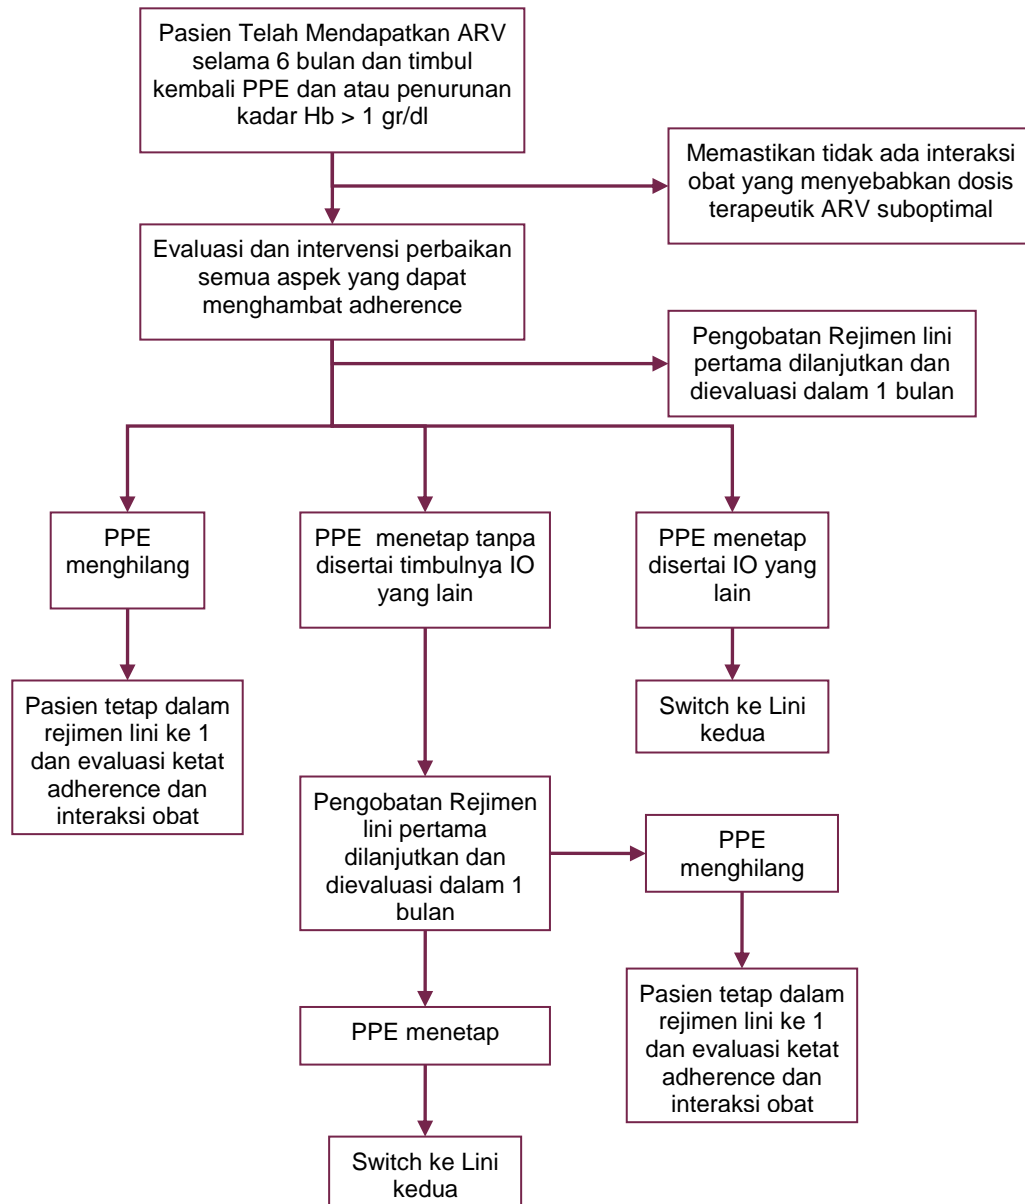 Pasien Telah Mendapatkan ARV
selama 6 bulan dan timbul
kembali PPE dan atau penurunan
kadar Hb > 1 gr/dl
Memastikan tidak ada interaksi
obat yang menyebabkan dosis
terapeutik ARV suboptimal
Evaluasi dan intervensi perbaikan
semua aspek yang dapat
menghambat adherence
Pengobatan Rejimen lini
pertama dilanjutkan dan
dievaluasi dalam 1 bulan
PPE
menghilang
PPE menetap tanpa
disertai timbulnya IO
yang lain
PPE menetap
disertai IO yang
lain
Pasien tetap dalam
rejimen lini ke 1
dan evaluasi ketat
adherence dan
interaksi obat
Switch ke Lini
kedua
Pengobatan Rejimen
lini pertama
dilanjutkan dan
dievaluasi dalam 1
bulan
PPE
menghilang
Pasien tetap dalam
rejimen lini ke 1
dan evaluasi ketat
adherence dan
interaksi obat
PPE menetap
Switch ke Lini
kedua